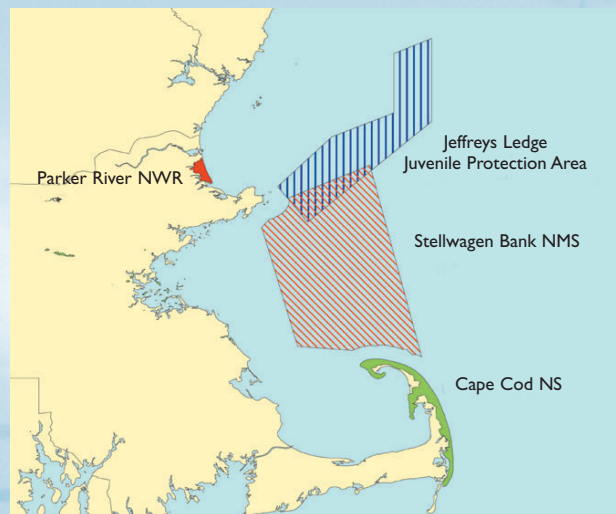 Jeffreys Ledge
Juvenile Protection Area
Parker River NWR
Stellwagen Bank NMS
Cape Cod NS